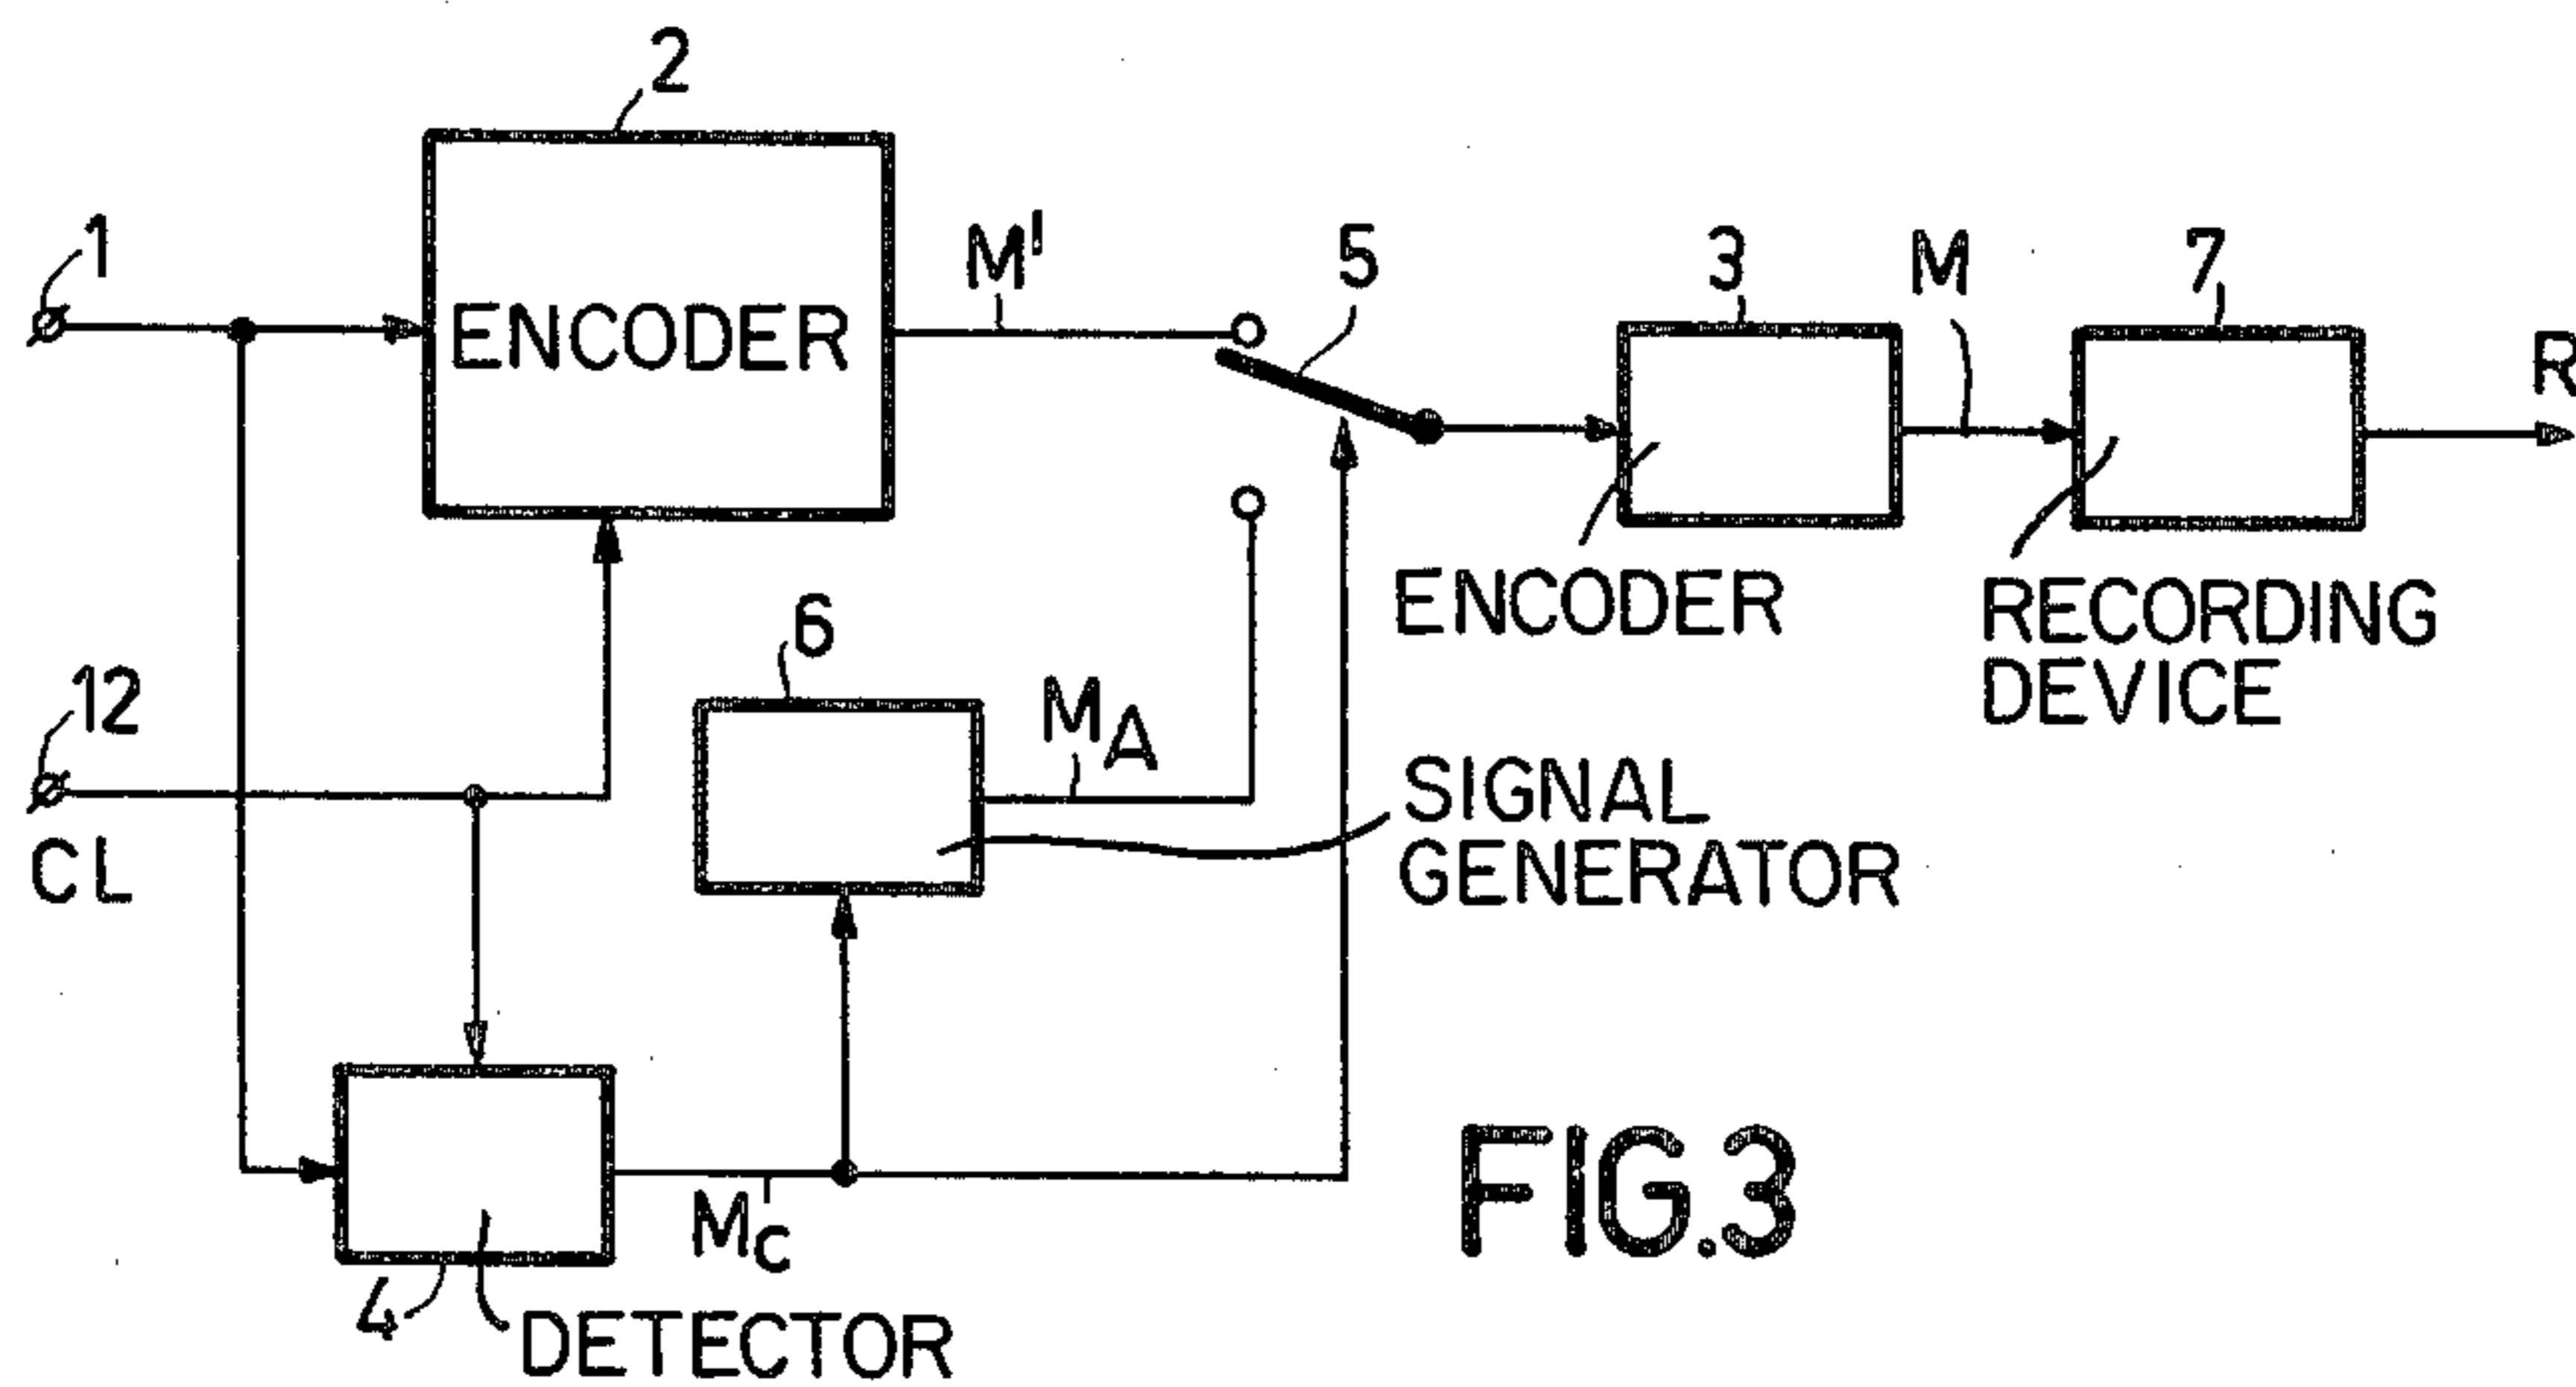 2
1
ENCODER
M'
5
3
M
7
R
ENCODER
RECORDING
DEVICE
12
CL
6
MA
SIGNAL
GENERATOR
MC
4
DETECTOR
FIG.3